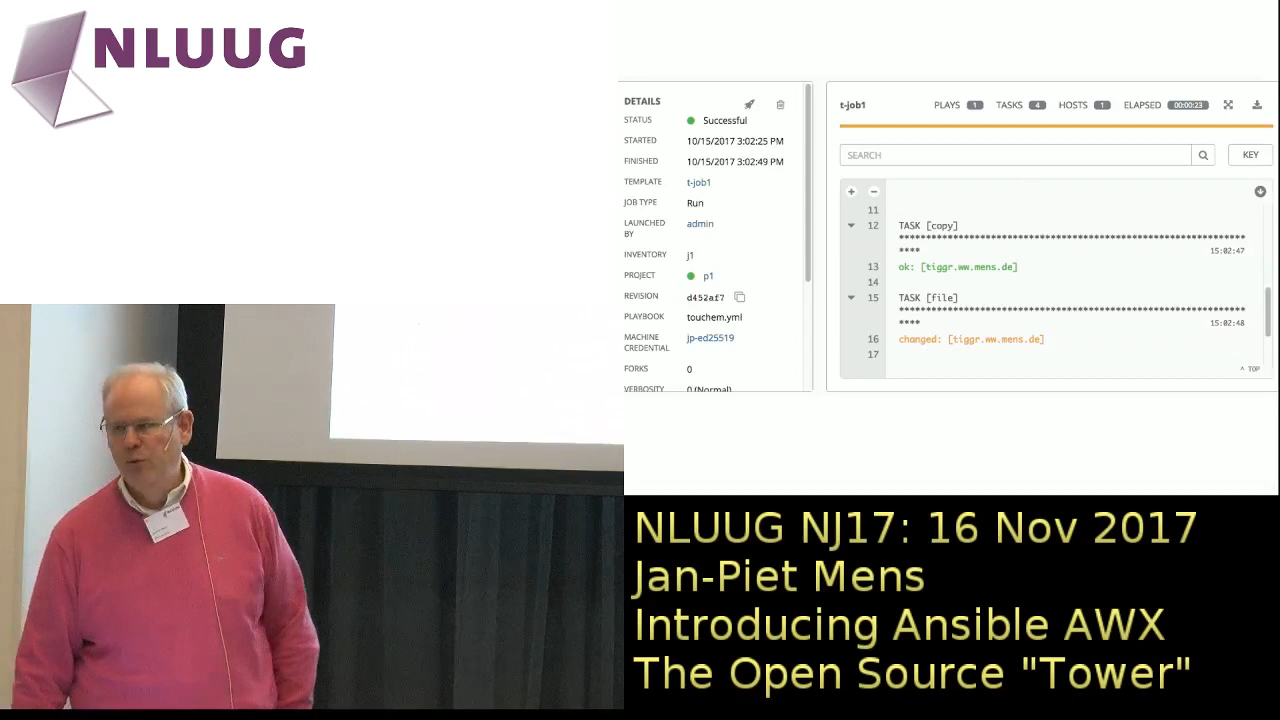 NLUUG
DETAILS
STATUS Successful
STARTED 10/15/2017 3:02:25 PM
FINISHED 10/15/2017 3:02:49 PM
TEMPLATE t-job1
JOB TYPE Run
LAUNCHED BY admin
INVENTORY j1
PROJECT p1
REVISION d452af7
PLAYBOOK touchem.yml
MACHINE CREDENTIAL jp-ed25519
FORKS 0
VERBOSITY 0 (Normal)
t-job1 PLAYS 1 TASKS 4 HOSTS 1 ELAPSED 00:00:23
SEARCH KEY
+ −
11
12 TASK [copy]
*********************************************************
**** 15:02:47
13 ok: [tiggr.ww.mens.de]
14
15 TASK [file]
*********************************************************
**** 15:02:48
16 changed: [tiggr.ww.mens.de]
17
^ TOP
NLUUG NJ17: 16 Nov 2017
Jan-Piet Mens
Introducing Ansible AWX
The Open Source "Tower"